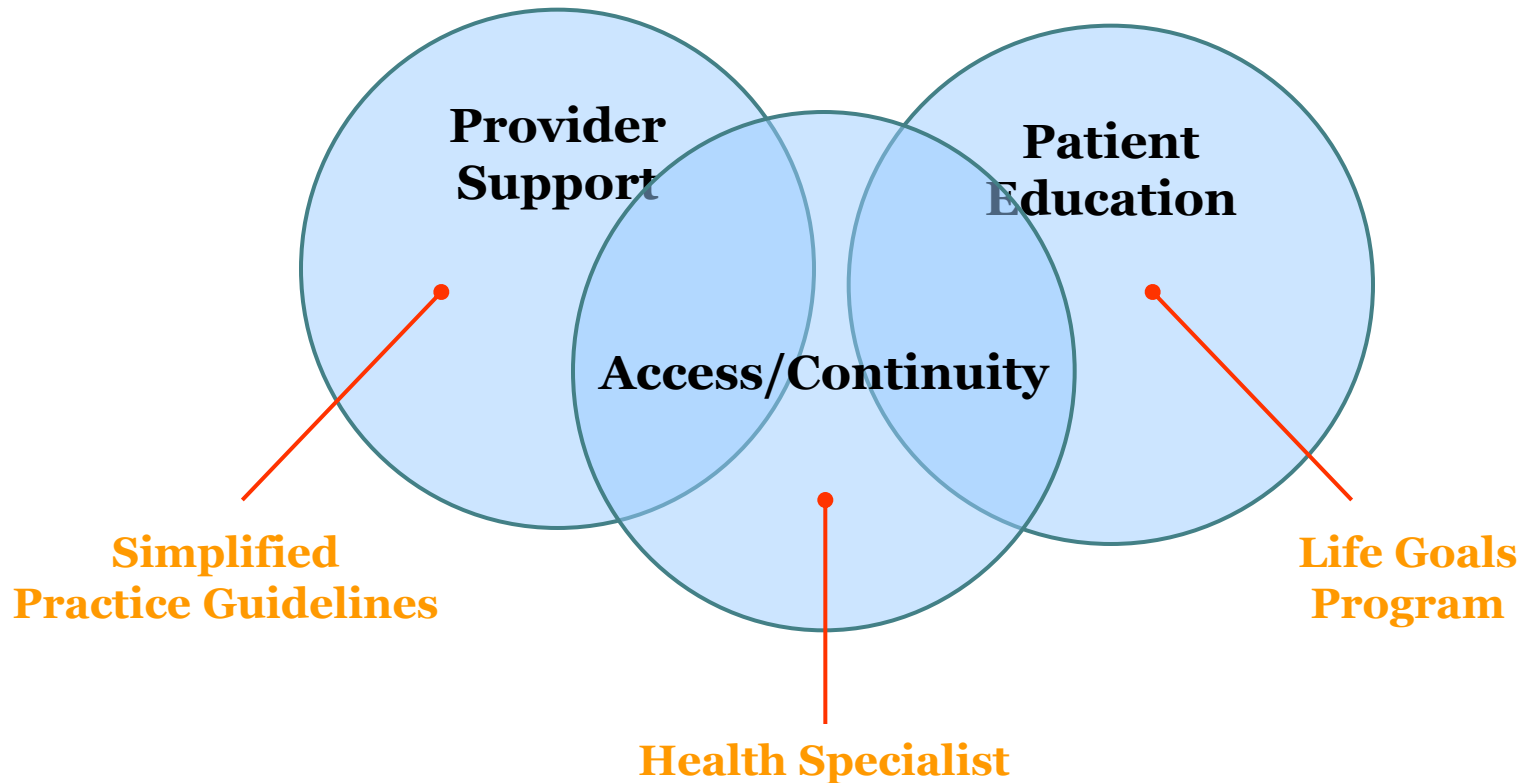 Provider
Support
Patient
Education
Access/Continuity
Simplified
Practice Guidelines
Life Goals
Program
Health Specialist